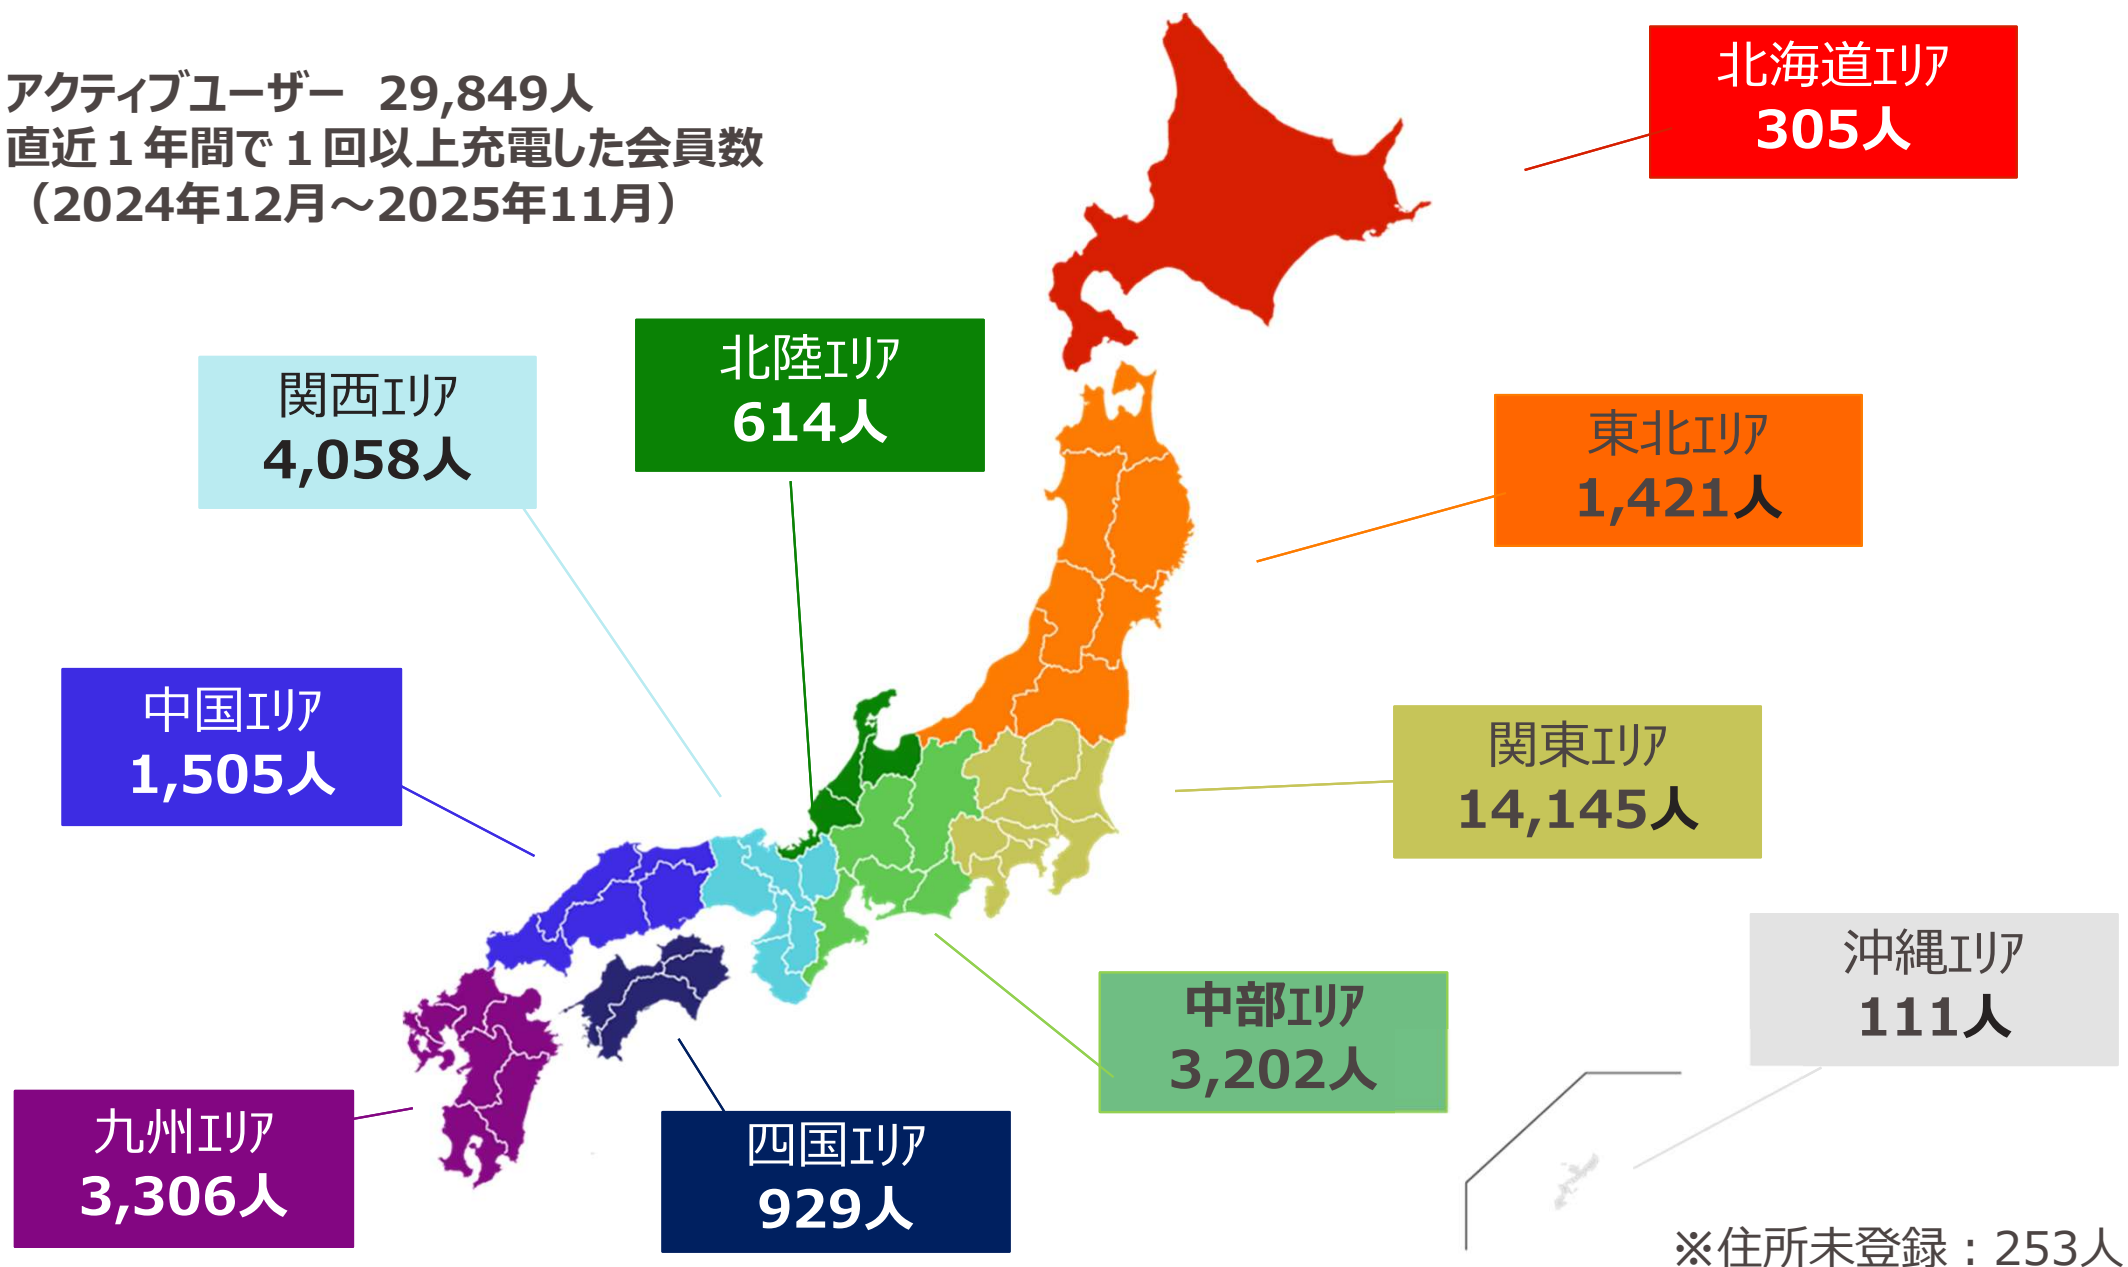 アクティブユーザー 29,849人
直近１年間で１回以上充電した会員数
（2024年12月～2025年11月）
北海道ｴﾘｱ
305人
北陸ｴﾘｱ
614人
関西ｴﾘｱ
4,058人
東北ｴﾘｱ
1,421人
中国ｴﾘｱ
1,505人
関東ｴﾘｱ
14,145人
沖縄ｴﾘｱ
111人
中部ｴﾘｱ
3,202人
九州ｴﾘｱ
3,306人
四国ｴﾘｱ
929人
※住所未登録：253人